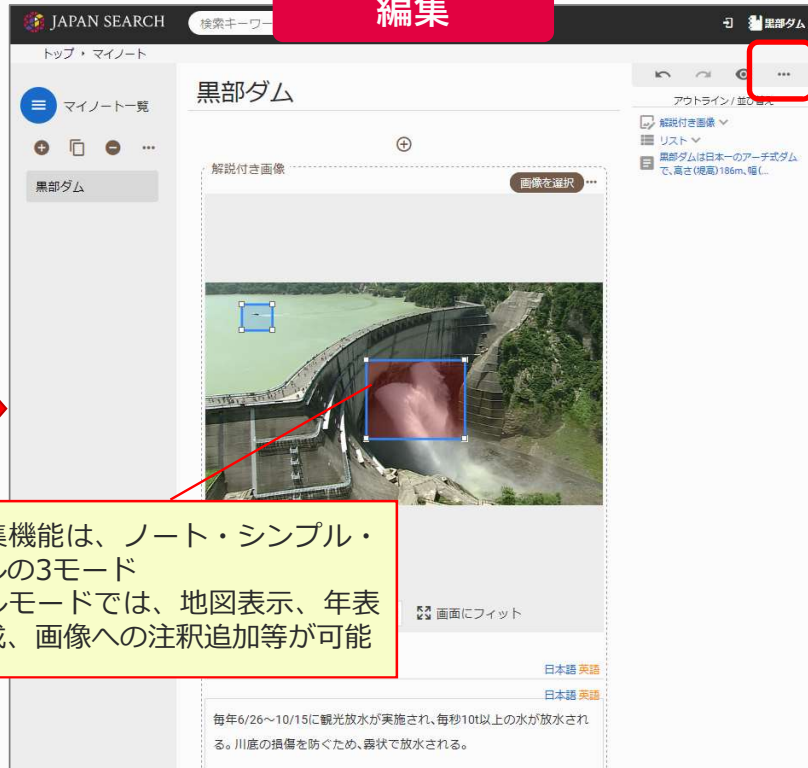 編集
JAPAN SEARCH
検索キーワー
黒部ダム
トップ › マイノート
マイノート一覧
黒部ダム
黒部ダム
解説付き画像
画像を選択
アウトライン / 並び替え
解説付き画像
リスト
黒部ダムは日本一のアーチ式ダム
で、高さ(堤高)186m、幅(...
集機能は、ノート・シンプル・
ルの3モード
ルモードでは、地図表示、年表
成、画像への注釈追加等が可能
画面にフィット
日本語 英語
日本語 英語
毎年6/26～10/15に観光放水が実施され、毎秒10t以上の水が放水され
る。川底の損傷を防ぐため、霧状で放水される。